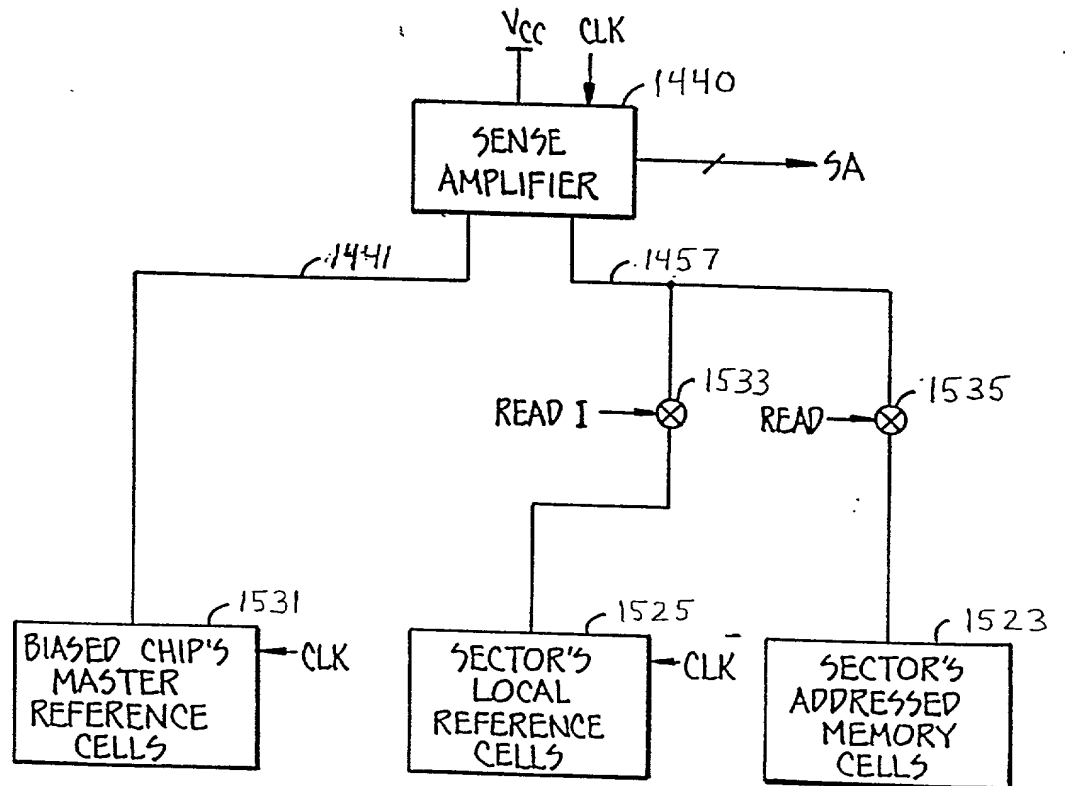 VCC CLK
1440
SENSE
AMPLIFIER
SA
1441
1457
1533
READ I
1535
READ
1531
BIASED CHIP'S
MASTER
REFERENCE
CELLS
CLK
1525
SECTOR'S
LOCAL
REFERENCE
CELLS
CLK
1523
SECTOR'S
ADDRESSED
MEMORY
CELLS